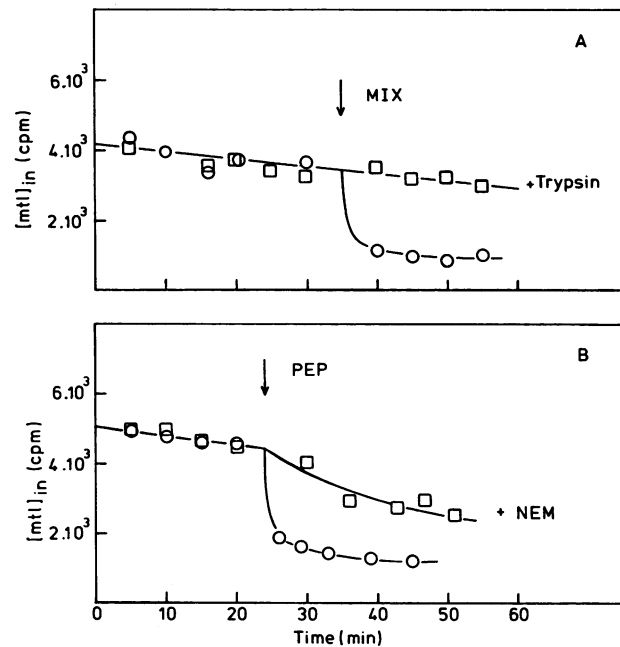 A
6.10³
MIX
4.10³
+Trypsin
2.10³
[mtl]in (cpm)
B
PEP
6.10³
4.10³
+ NEM
2.10³
[mtl]in (cpm)
0 10 20 30 40 50 60
Time (min)